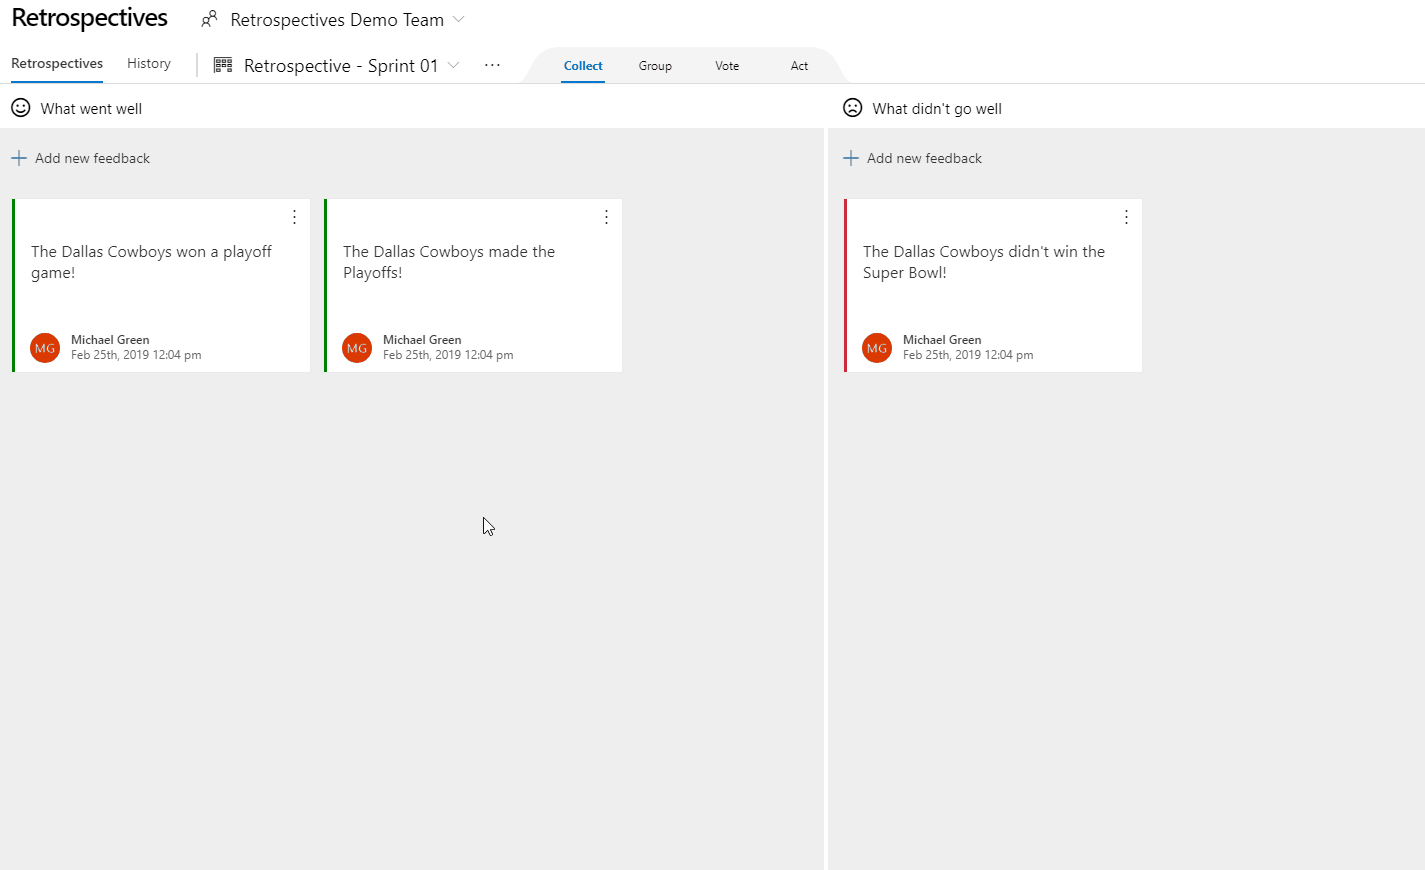 Retrospectives
Retrospectives Demo Team
Retrospectives
History
Retrospective - Sprint 01
...
Collect
Group
Vote
Act
What went well
What didn't go well
Add new feedback
Add new feedback
The Dallas Cowboys won a playoff
game!
MG
Michael Green
Feb 25th, 2019 12:04 pm
The Dallas Cowboys made the
Playoffs!
MG
Michael Green
Feb 25th, 2019 12:04 pm
The Dallas Cowboys didn't win the
Super Bowl!
MG
Michael Green
Feb 25th, 2019 12:04 pm